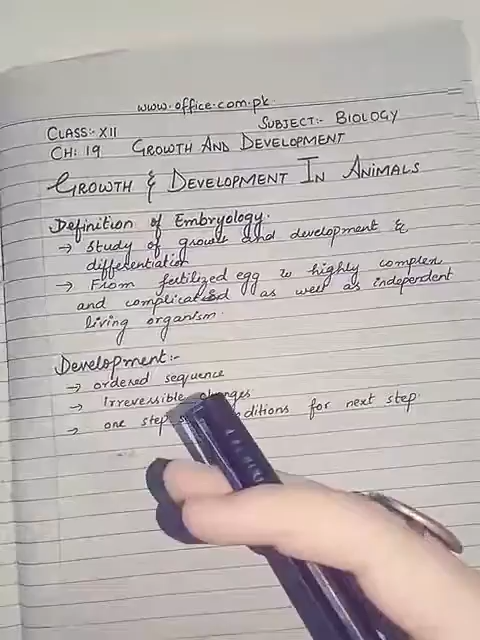 www.office.com.pk.
CLASS:- XII SUBJECT:- BIOLOGY
CH: 19 GROWTH AND DEVELOPMENT
GROWTH & DEVELOPMENT IN ANIMALS
Definition of Embryology.
→ Study of growth and development &
differentiation
→ From fertilized egg to highly complex
and complicated as well as independent
living organism.
Development:-
→ ordered sequence
→ Irreversible changes
→ one step conditions for next step.